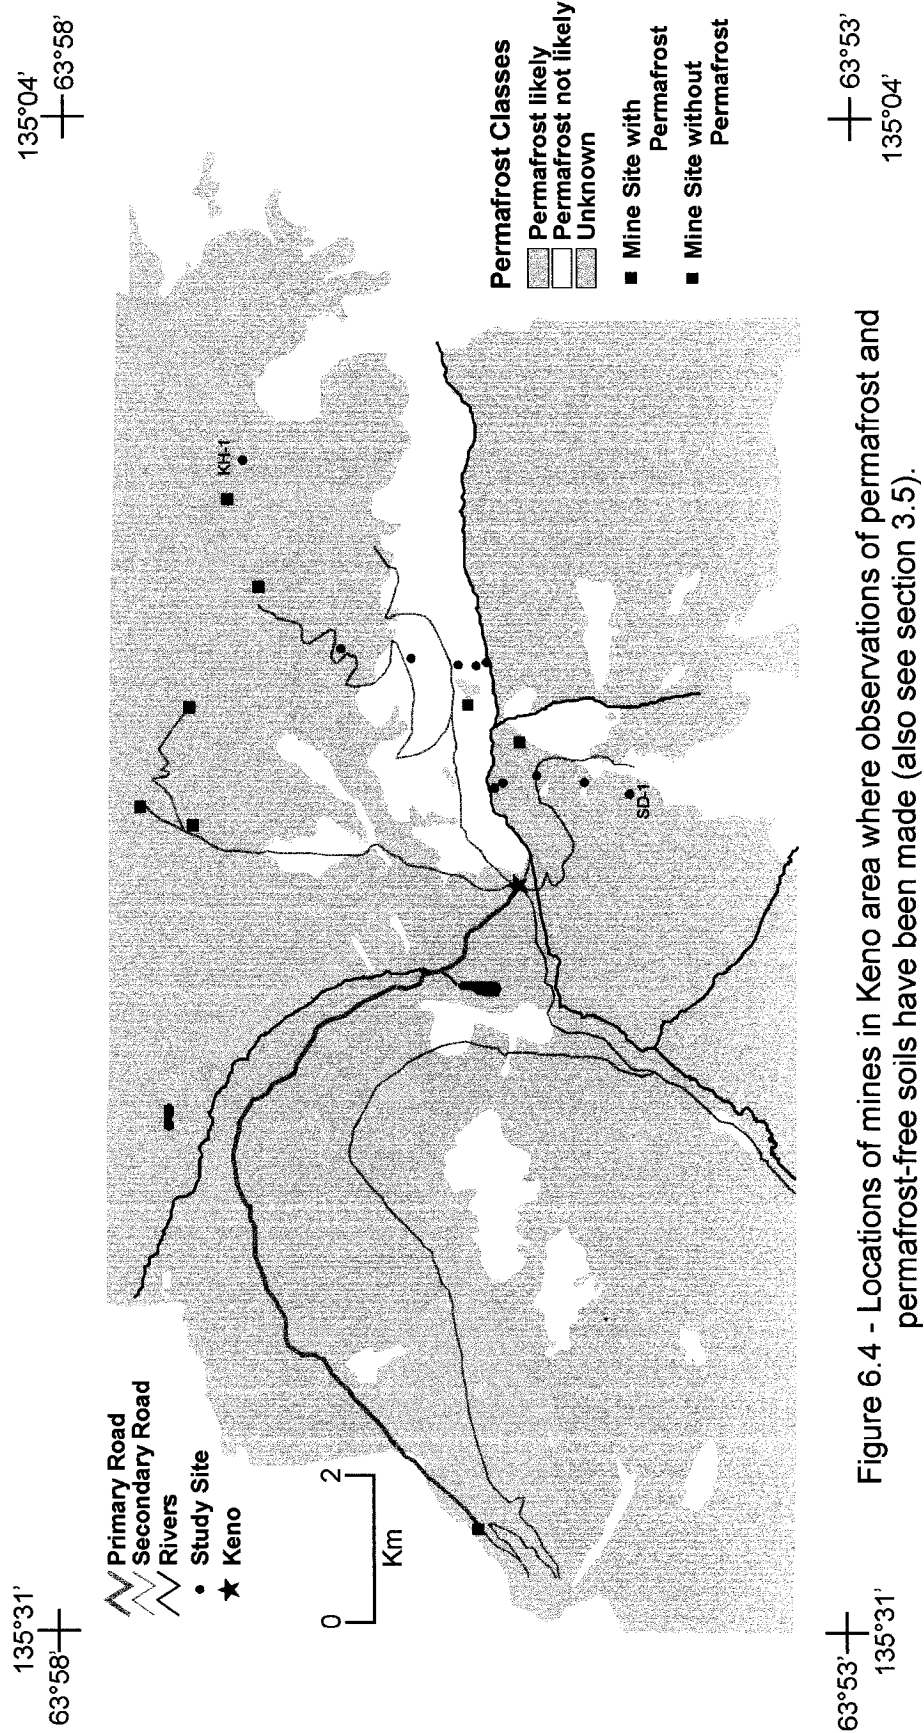 135°31'
63°58'
135°04'
63°58'
Primary Road
Secondary Road
Rivers
Study Site
Keno
0 2
Km
KH-1
SD-1
Permafrost Classes
Permafrost likely
Permafrost not likely
Unknown
Mine Site with
Permafrost
Mine Site without
Permafrost
63°53'
135°31'
63°53'
135°04'
Figure 6.4 - Locations of mines in Keno area where observations of permafrost and
permafrost-free soils have been made (also see section 3.5).